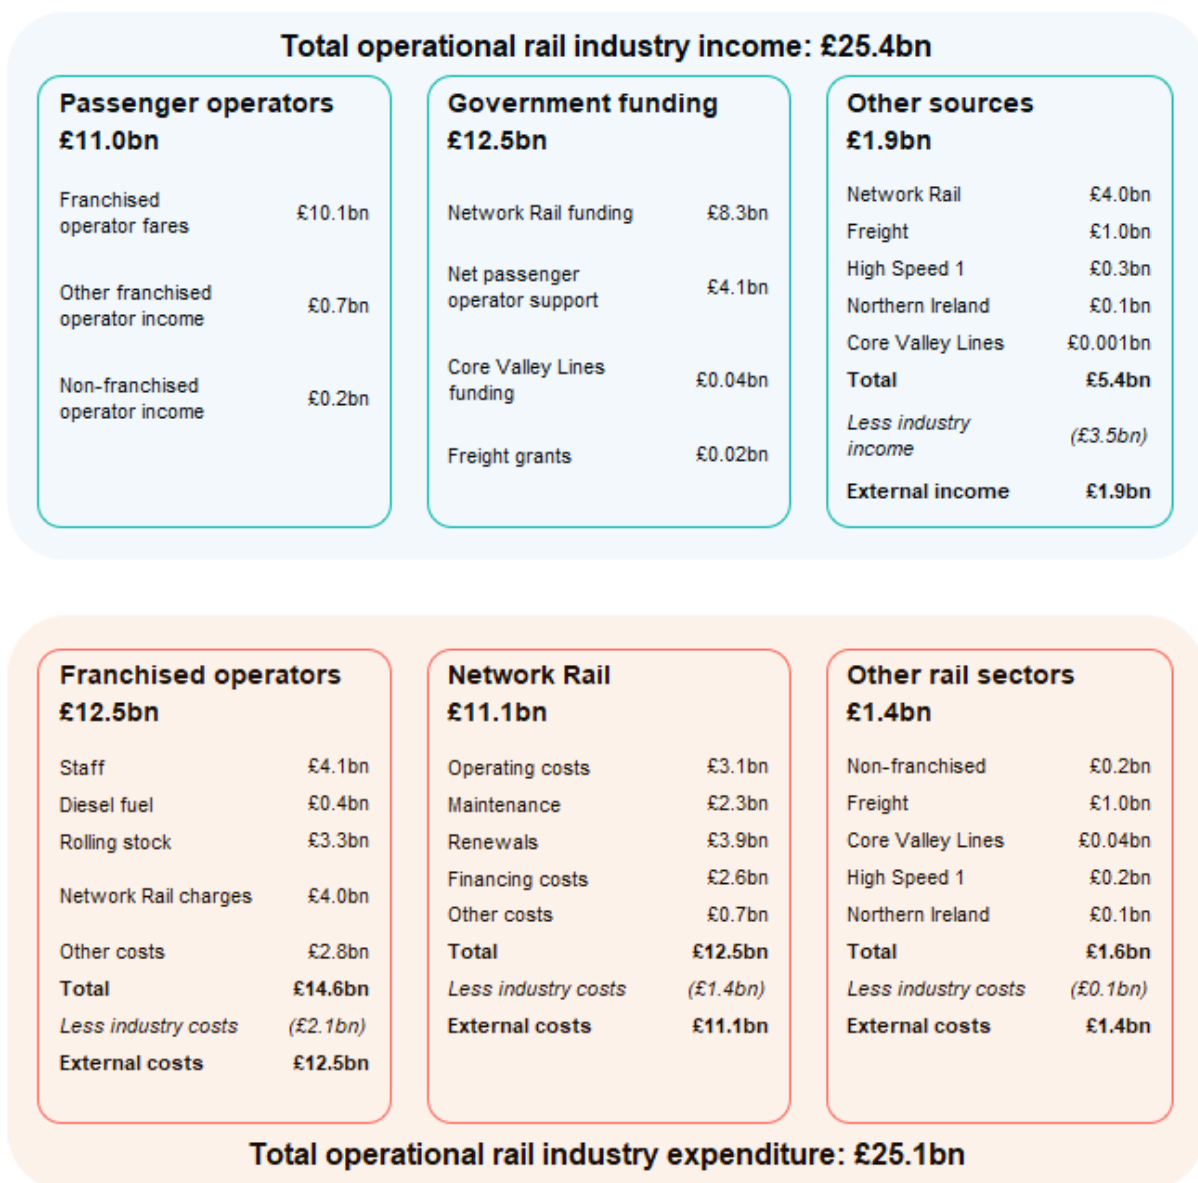 Total operational rail industry income: £25.4bn
Passenger operators
£11.0bn
Franchised
operator fares £10.1bn
Other franchised
operator income £0.7bn
Non-franchised
operator income £0.2bn
Government funding
£12.5bn
Network Rail funding £8.3bn
Net passenger
operator support £4.1bn
Core Valley Lines
funding £0.04bn
Freight grants £0.02bn
Other sources
£1.9bn
Network Rail £4.0bn
Freight £1.0bn
High Speed 1 £0.3bn
Northern Ireland £0.1bn
Core Valley Lines £0.001bn
Total £5.4bn
Less industry
income (£3.5bn)
External income £1.9bn
Franchised operators
£12.5bn
Staff £4.1bn
Diesel fuel £0.4bn
Rolling stock £3.3bn
Network Rail charges £4.0bn
Other costs £2.8bn
Total £14.6bn
Less industry costs (£2.1bn)
External costs £12.5bn
Network Rail
£11.1bn
Operating costs £3.1bn
Maintenance £2.3bn
Renewals £3.9bn
Financing costs £2.6bn
Other costs £0.7bn
Total £12.5bn
Less industry costs (£1.4bn)
External costs £11.1bn
Other rail sectors
£1.4bn
Non-franchised £0.2bn
Freight £1.0bn
Core Valley Lines £0.04bn
High Speed 1 £0.2bn
Northern Ireland £0.1bn
Total £1.6bn
Less industry costs (£0.1bn)
External costs £1.4bn
Total operational rail industry expenditure: £25.1bn